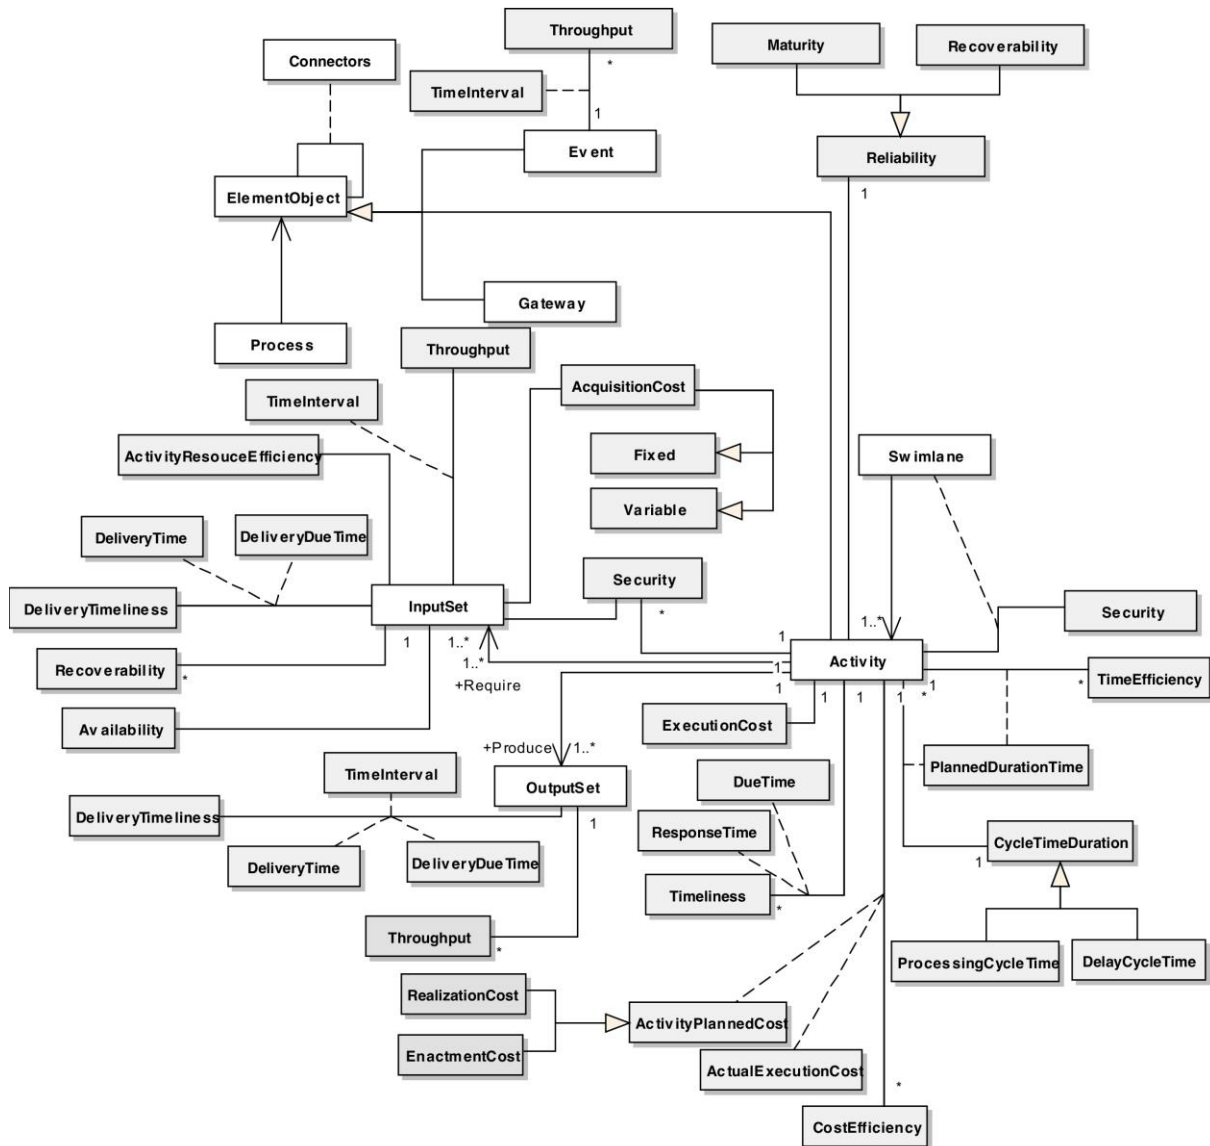 Throughput
Maturity
Recoverability
Connectors
*
TimeInterval
1
Event
Reliability
1
ElementObject
Gateway
Process
Throughput
AcquisitionCost
TimeInterval
ActivityResouceEfficiency
Fixed
Swimlane
Variable
DeliveryTime
DeliveryDueTime
Security
*
Security
DeliveryTimeliness
InputSet
1
1..*
1..*
+Require
1
1..*
Activity
1
1
1
1
1
1
*
1
Recoverability
*
*
TimeEfficiency
Availability
ExecutionCost
PlannedDurationTime
+Produce
1..*
TimeInterval
OutputSet
1
DueTime
DeliveryTimeliness
ResponseTime
CycleTimeDuration
1
DeliveryTime
DeliveryDueTime
Timeliness
*
Throughput
*
ProcessingCycleTime
DelayCycleTime
RealizationCost
ActivityPlannedCost
EnactmentCost
ActualExecutionCost
*
CostEfficiency